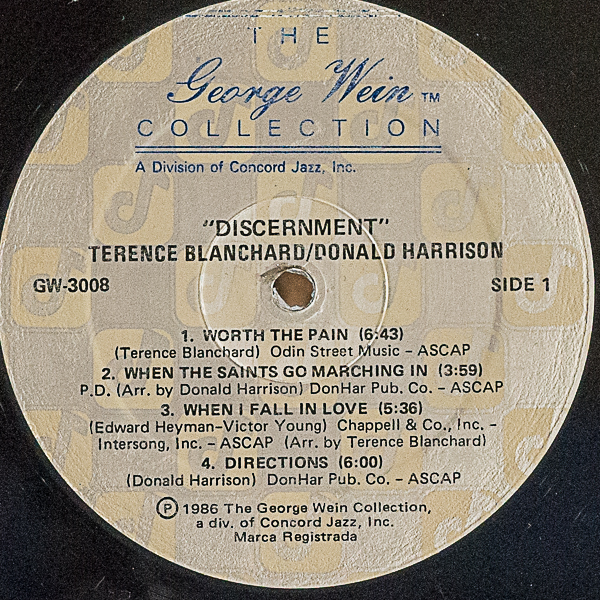 THE
George Wein TM
COLLECTION
A Division of Concord Jazz, Inc.
"DISCERNMENT"
TERENCE BLANCHARD/DONALD HARRISON
GW-3008
SIDE 1
1. WORTH THE PAIN (6:43)
(Terence Blanchard) Odin Street Music – ASCAP
2. WHEN THE SAINTS GO MARCHING IN (3:59)
P.D. (Arr. by Donald Harrison) DonHar Pub. Co. – ASCAP
3. WHEN I FALL IN LOVE (5:36)
(Edward Heyman–Victor Young) Chappell & Co., Inc. –
Intersong, Inc. – ASCAP (Arr. by Terence Blanchard)
4. DIRECTIONS (6:00)
(Donald Harrison) DonHar Pub. Co. – ASCAP
Ⓟ 1986 The George Wein Collection,
a div. of Concord Jazz, Inc.
Marca Registrada